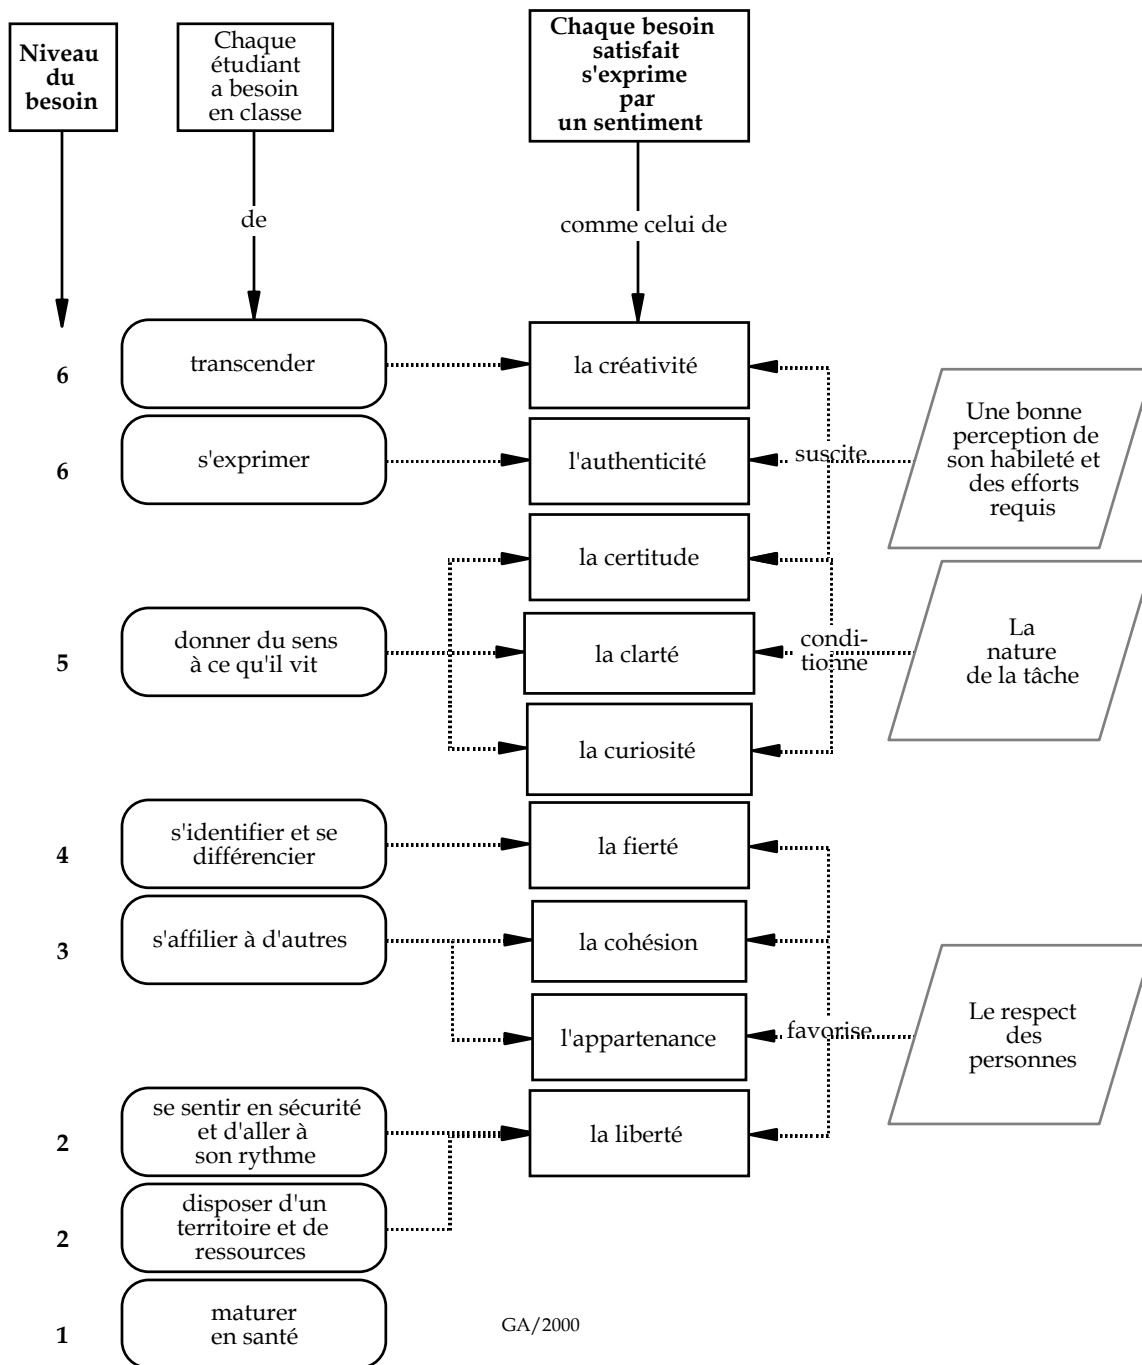 Niveau
du
besoin
Chaque
étudiant
a besoin
en classe
Chaque besoin
satisfait
s'exprime
par
un sentiment
de
comme celui de
6
transcender
la créativité
6
s'exprimer
l'authenticité
suscite
Une bonne
perception de
son habileté et
des efforts
requis
la certitude
5
donner du sens
à ce qu'il vit
la clarté
condi-
tionne
La
nature
de la tâche
la curiosité
4
s'identifier et se
différencier
la fierté
3
s'affilier à d'autres
la cohésion
l'appartenance
favorise
Le respect
des
personnes
2
se sentir en sécurité
et d'aller à
son rythme
la liberté
2
disposer d'un
territoire et de
ressources
1
maturer
en santé
GA/2000